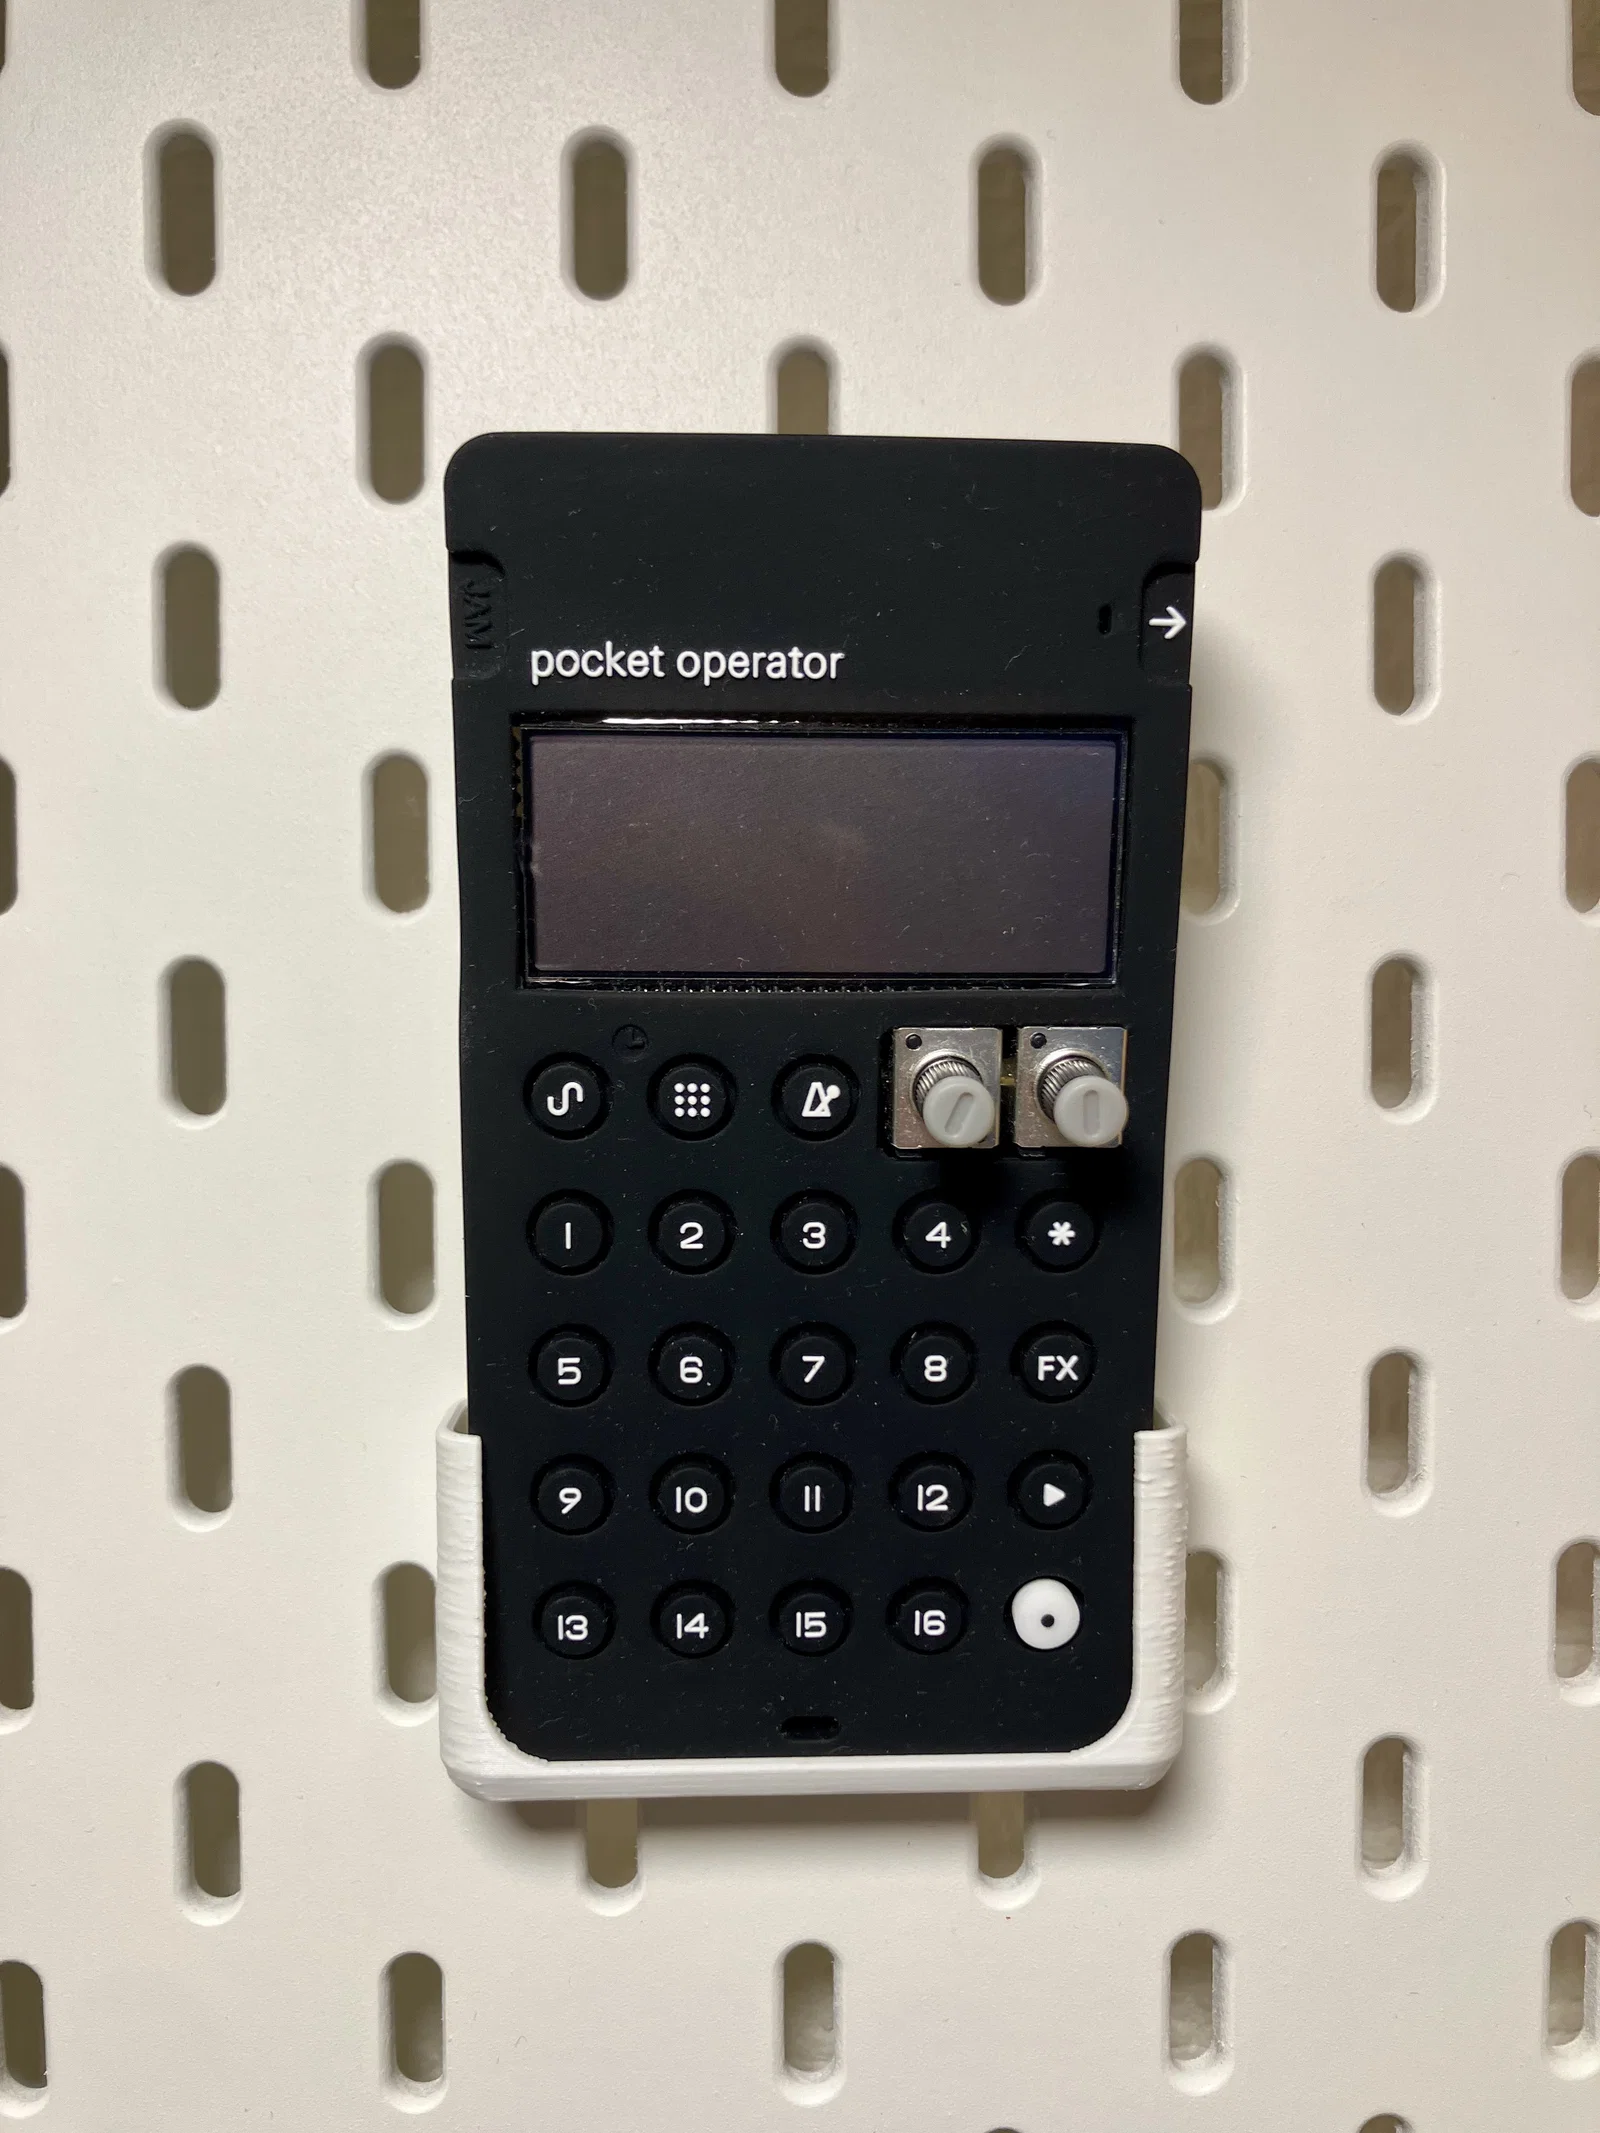 JAM
→
pocket operator
1 2 3 4 *
5 6 7 8 FX
9 10 11 12
13 14 15 16